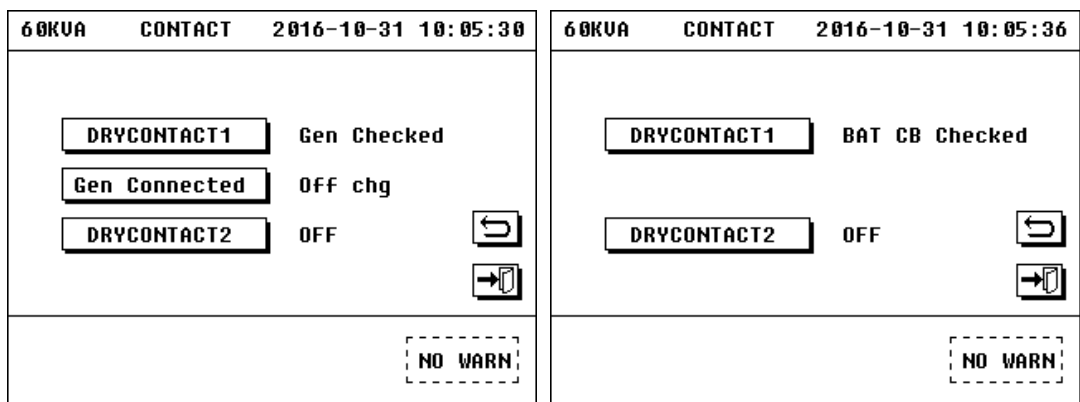 60KVA CONTACT 2016-10-31 10:05:30
DRYCONTACT1 Gen Checked
Gen Connected Off chg
DRYCONTACT2 OFF
NO WARN
60KVA CONTACT 2016-10-31 10:05:36
DRYCONTACT1 BAT CB Checked
DRYCONTACT2 OFF
NO WARN